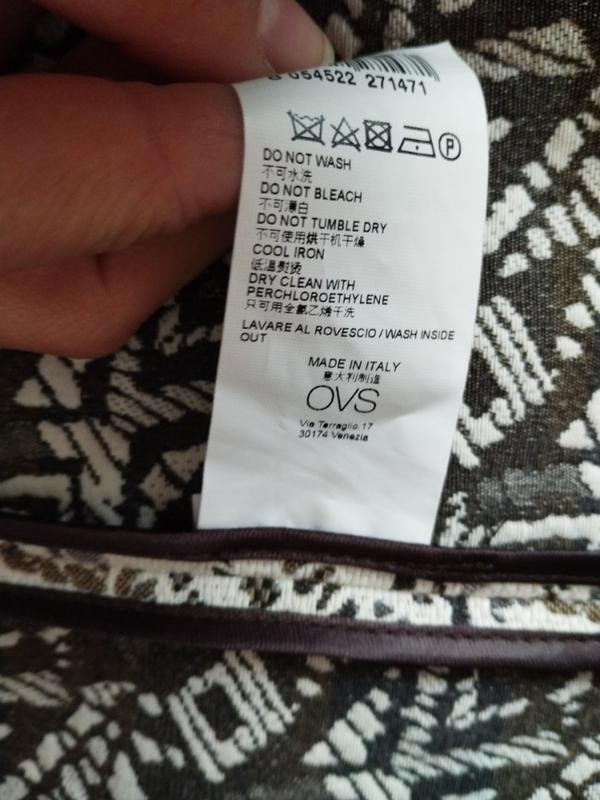 8 054522 271471
P
DO NOT WASH
不可水洗
DO NOT BLEACH
不可漂白
DO NOT TUMBLE DRY
不可使用烘干机干燥
COOL IRON
低温熨烫
DRY CLEAN WITH
PERCHLOROETHYLENE
只可用全氯乙烯干洗
LAVARE AL ROVESCIO / WASH INSIDE
OUT
MADE IN ITALY
意大利制造
OVS
Via Terraglio, 17
30174 Venezia